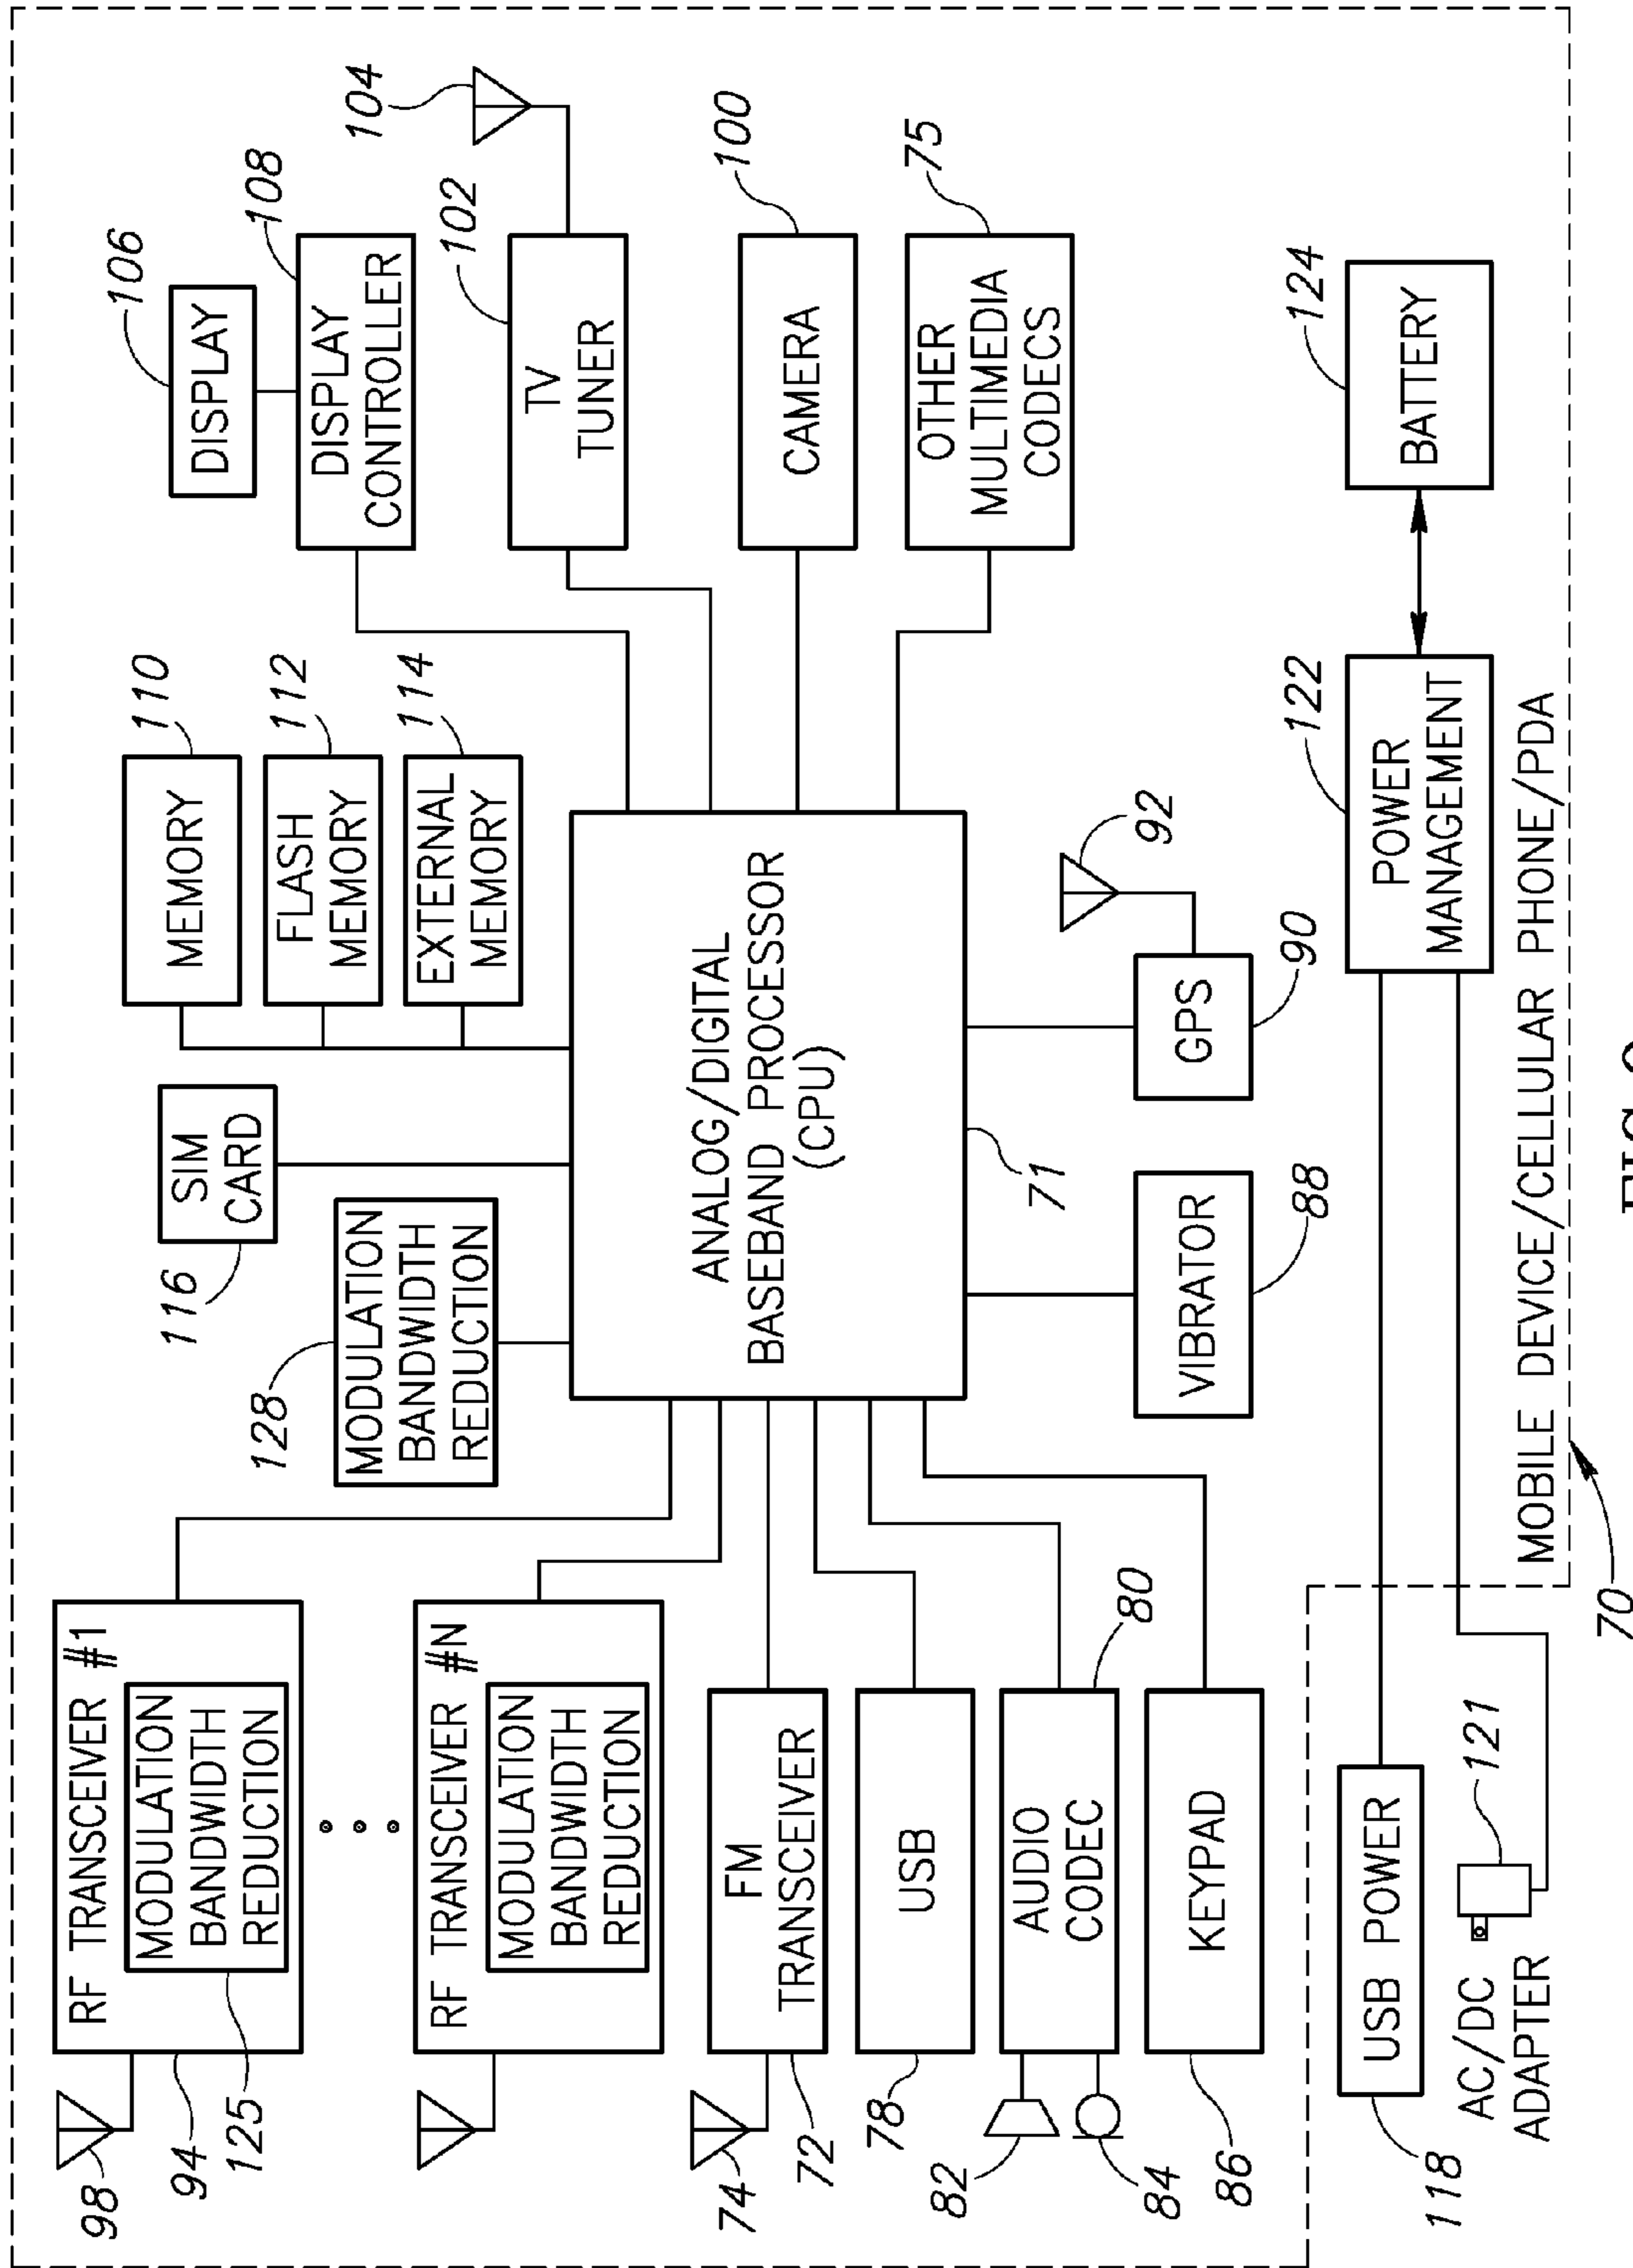 98
94
125
RF TRANSCEIVER #1
MODULATION
BANDWIDTH
REDUCTION
RF TRANSCEIVER #N
MODULATION
BANDWIDTH
REDUCTION
74
72
FM
TRANSCEIVER
78
USB
82
84
AUDIO
CODEC
80
86
KEYPAD
116
SIM
CARD
128
MODULATION
BANDWIDTH
REDUCTION
MEMORY
110
FLASH
MEMORY
112
EXTERNAL
MEMORY
114
ANALOG/DIGITAL
BASEBAND PROCESSOR
(CPU)
71
VIBRATOR
88
GPS
90
92
106
DISPLAY
108
DISPLAY
CONTROLLER
104
102
TV
TUNER
100
CAMERA
75
OTHER
MULTIMEDIA
CODECS
118
USB POWER
AC/DC
ADAPTER
121
POWER
MANAGEMENT
122
BATTERY
124
MOBILE DEVICE/CELLULAR PHONE/PDA
70
FIG.